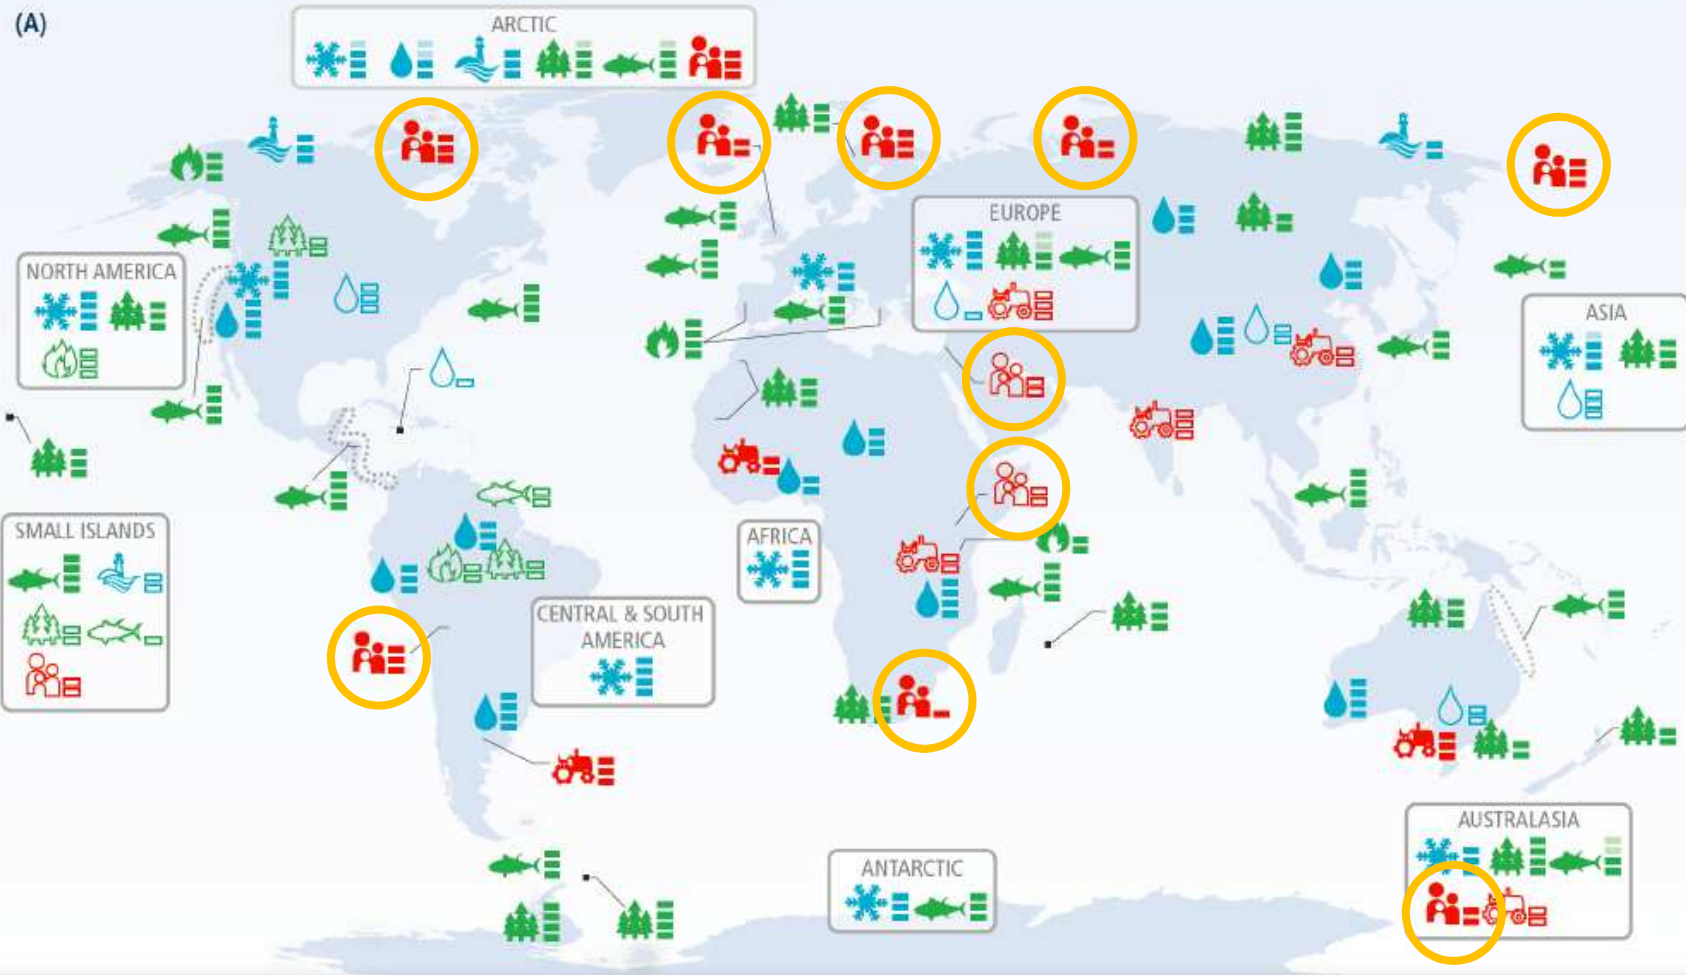 (A)
ARCTIC
EUROPE
NORTH AMERICA
ASIA
SMALL ISLANDS
AFRICA
CENTRAL & SOUTH
AMERICA
AUSTRALASIA
ANTARCTIC